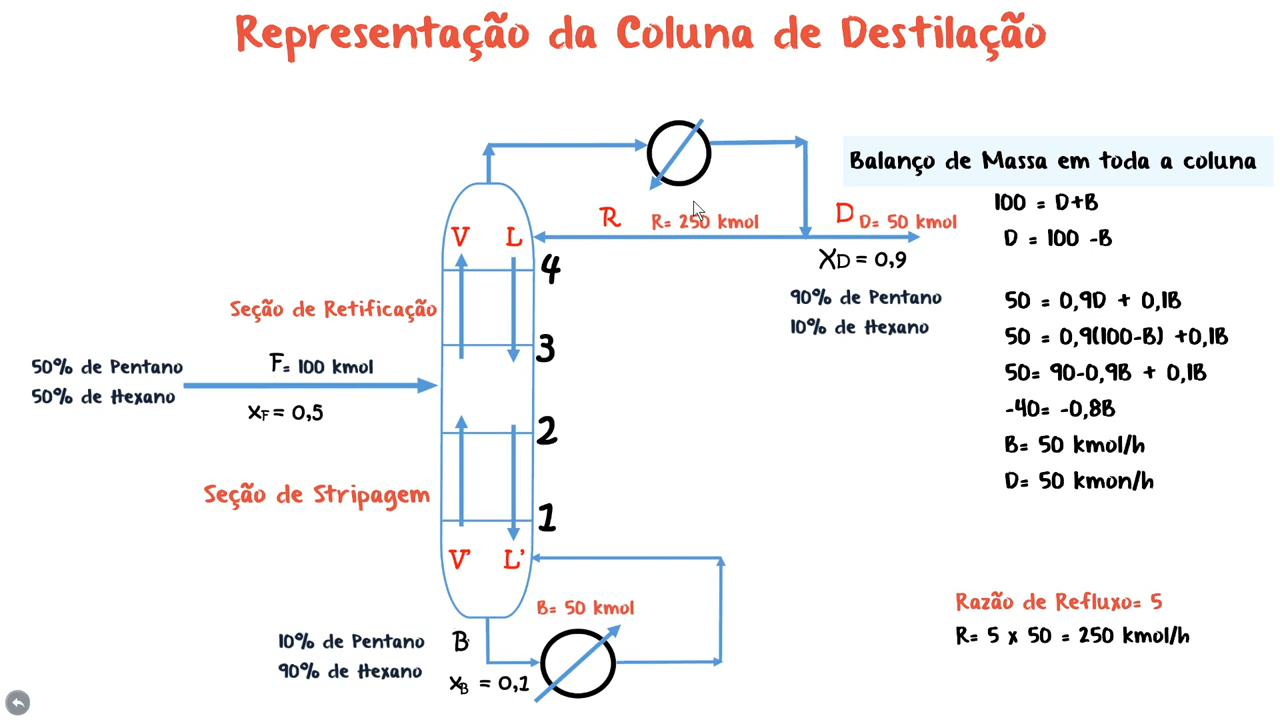 Representação da Coluna de Destilação
Balanço de Massa em toda a coluna
100 = D+B
D = 100 -B
50 = 0,9D + 0,1B
50 = 0,9(100-B) +0,1B
50= 90-0,9B + 0,1B
-40= -0,8B
B= 50 kmol/h
D= 50 kmon/h
R
R= 250 kmol
D
D= 50 kmol
XD = 0,9
90% de Pentano
10% de Hexano
V
L
4
Seção de Retificação
3
50% de Pentano
50% de Hexano
F= 100 kmol
XF = 0,5
2
Seção de Stripagem
1
V'
L'
B= 50 kmol
10% de Pentano
90% de Hexano
B
XB = 0,1
Razão de Refluxo= 5
R= 5 x 50 = 250 kmol/h